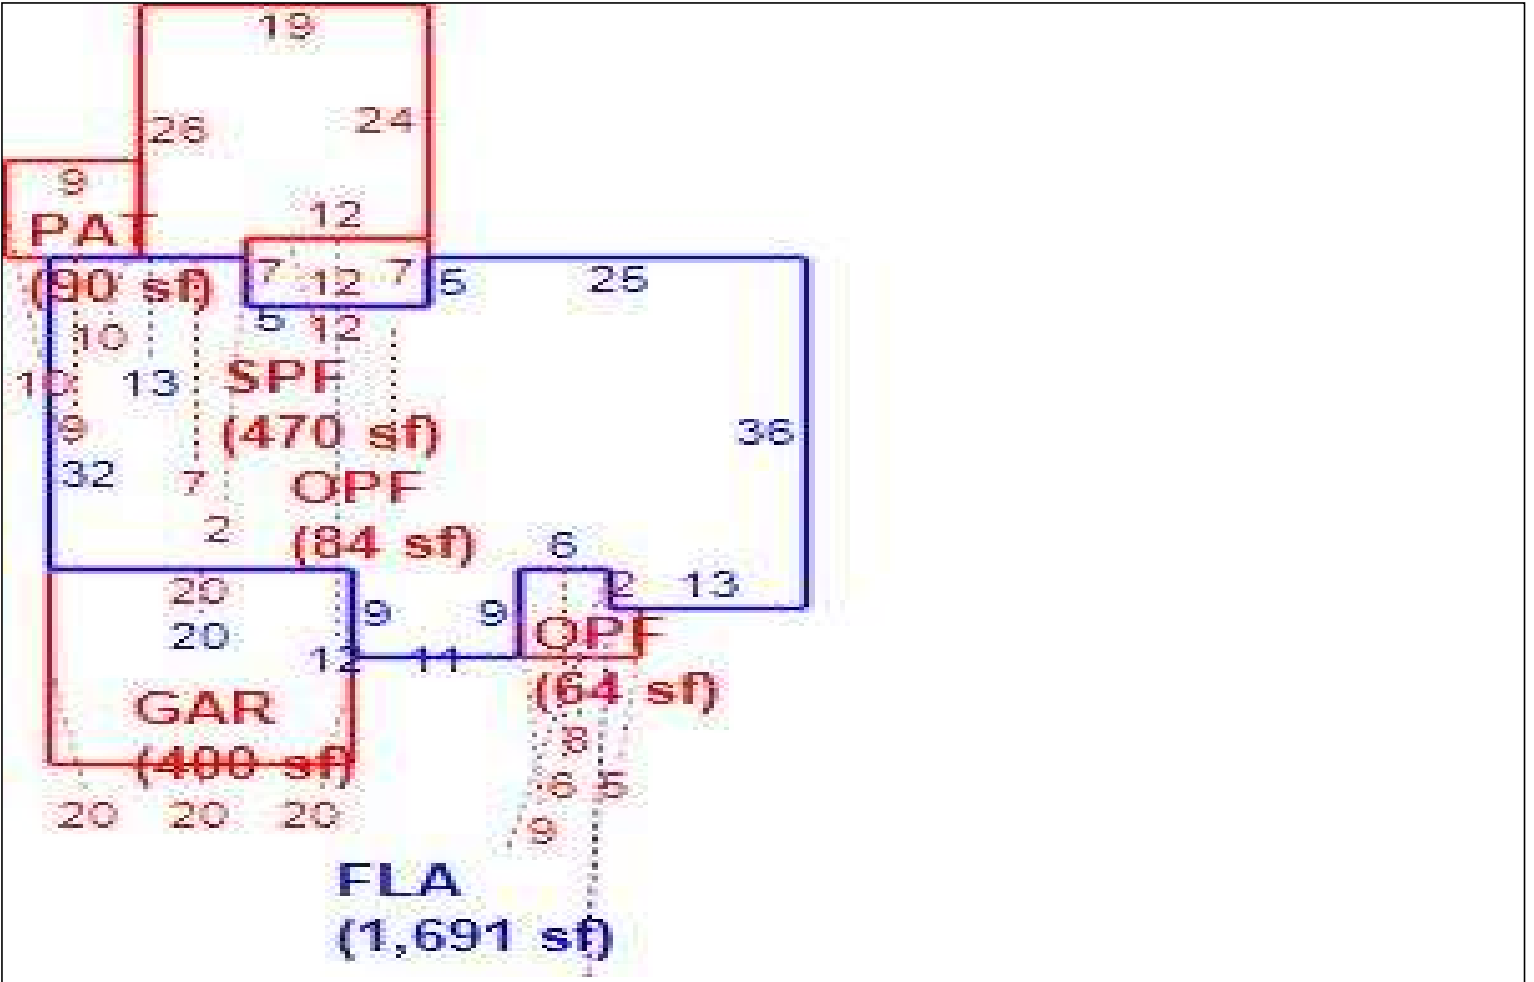 19
26 24
9
12
PAT
(90 sf)
7 12 7 5 25
5 12
10
10 13
SPF
(470 sf)
9
36
32
7
OPF
(84 sf)
2
6
20
2 13
9 9
20
12 11
OPF
(64 sf)
GAR
(400 sf)
8
6 5
20 20 20
9
FLA
(1,691 sf)